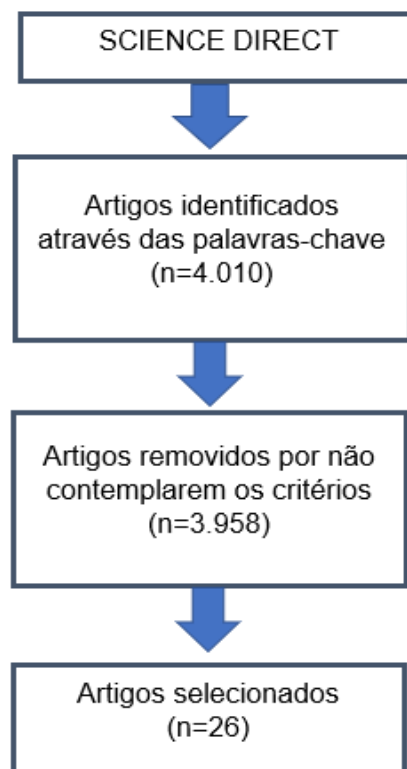 SCIENCE DIRECT
Artigos identificados
através das palavras-chave
(n=4.010)
Artigos removidos por não
contemplarem os critérios
(n=3.958)
Artigos selecionados
(n=26)